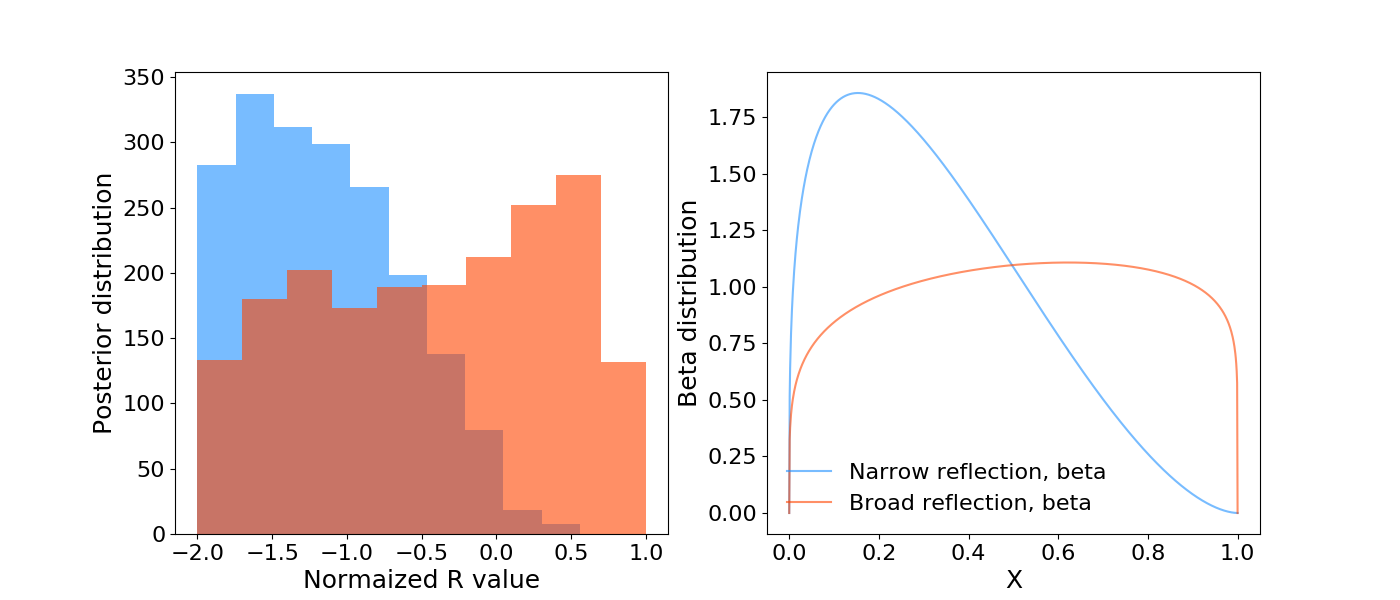 350
300
250
200
150
100
50
0
Posterior distribution
−2.0 −1.5 −1.0 −0.5 0.0 0.5 1.0
Normaized R value
1.75
1.50
1.25
1.00
0.75
0.50
0.25
0.00
Beta distribution
Narrow reflection, beta
Broad reflection, beta
0.0 0.2 0.4 0.6 0.8 1.0
X